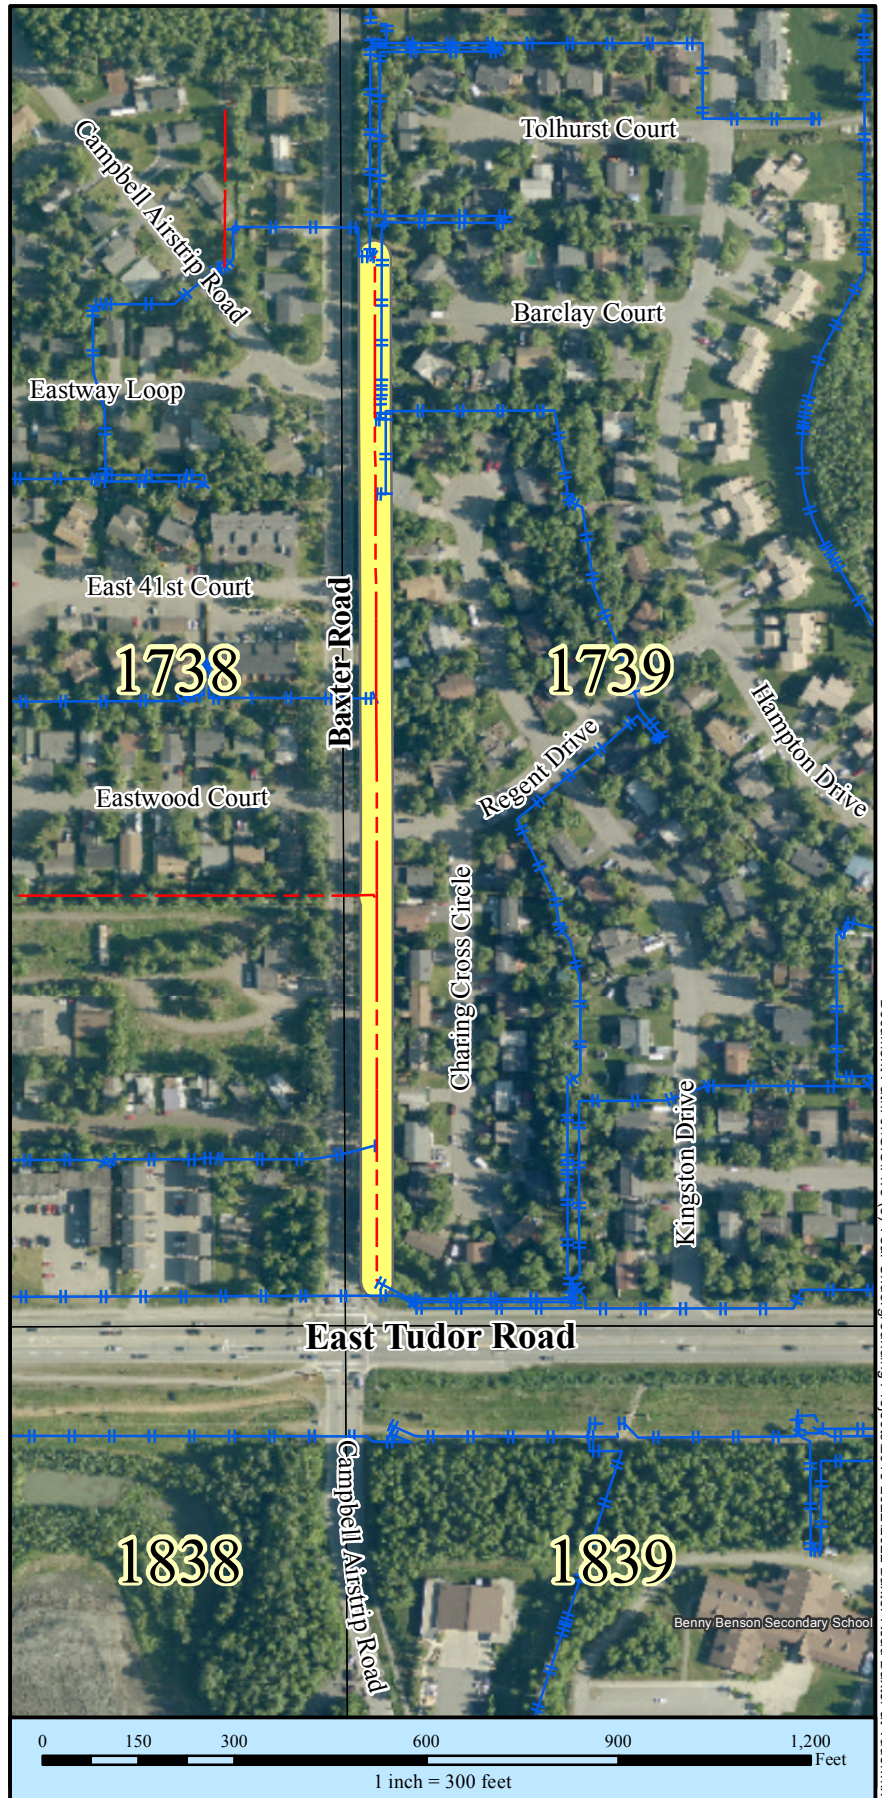 Tolhurst Court
Campbell Airstrip Road
Barclay Court
Eastway Loop
East 41st Court
Baxter Road
1738
1739
Hampton Drive
Regent Drive
Eastwood Court
Charing Cross Circle
Kingston Drive
East Tudor Road
Campbell Airstrip Road
1838
1839
Benny Benson Secondary School
0 150 300 600 900 1,200
Feet
1 inch = 300 feet